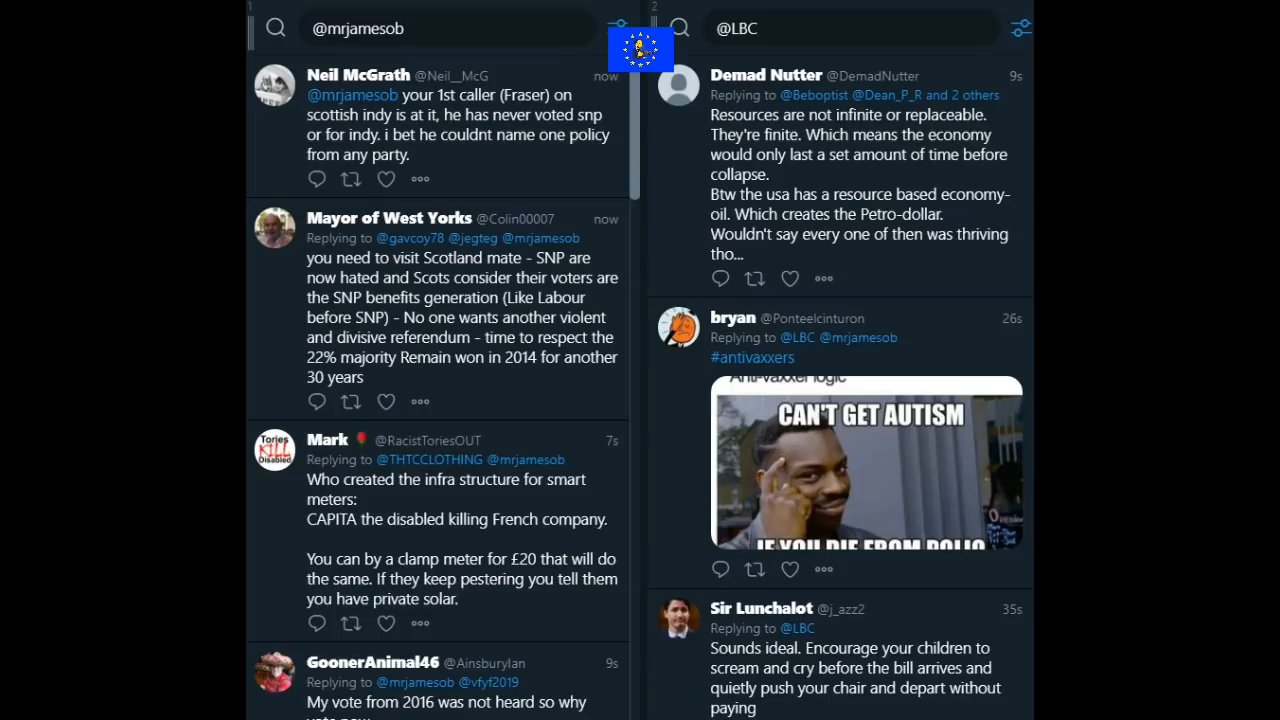 1
@mrjamesob
Neil McGrath @Neil__McG now
@mrjamesob your 1st caller (Fraser) on
scottish indy is at it, he has never voted snp
or for indy. i bet he couldnt name one policy
from any party.
Mayor of West Yorks @Colin00007 now
Replying to @gavcoy78 @jegteg @mrjamesob
you need to visit Scotland mate - SNP are
now hated and Scots consider their voters are
the SNP benefits generation (Like Labour
before SNP) - No one wants another violent
and divisive referendum - time to respect the
22% majority Remain won in 2014 for another
30 years
Tories
KILL
Disabled
Mark @RacistToriesOUT 7s
Replying to @THTCCLOTHING @mrjamesob
Who created the infra structure for smart
meters:
CAPITA the disabled killing French company.
You can by a clamp meter for £20 that will do
the same. If they keep pestering you tell them
you have private solar.
GoonerAnimal46 @AinsburyIan 9s
Replying to @mrjamesob @vfyf2019
My vote from 2016 was not heard so why
vote now
2
@LBC
Demad Nutter @DemadNutter 9s
Replying to @Beboptist @Dean_P_R and 2 others
Resources are not infinite or replaceable.
They're finite. Which means the economy
would only last a set amount of time before
collapse.
Btw the usa has a resource based economy-
oil. Which creates the Petro-dollar.
Wouldn't say every one of then was thriving
tho...
bryan @Ponteelcinturon 26s
Replying to @LBC @mrjamesob
#antivaxxers
Anti-vaxxer logic
CAN'T GET AUTISM
IF YOU DIE FROM POLIO
Sir Lunchalot @j_azz2 35s
Replying to @LBC
Sounds ideal. Encourage your children to
scream and cry before the bill arrives and
quietly push your chair and depart without
paying